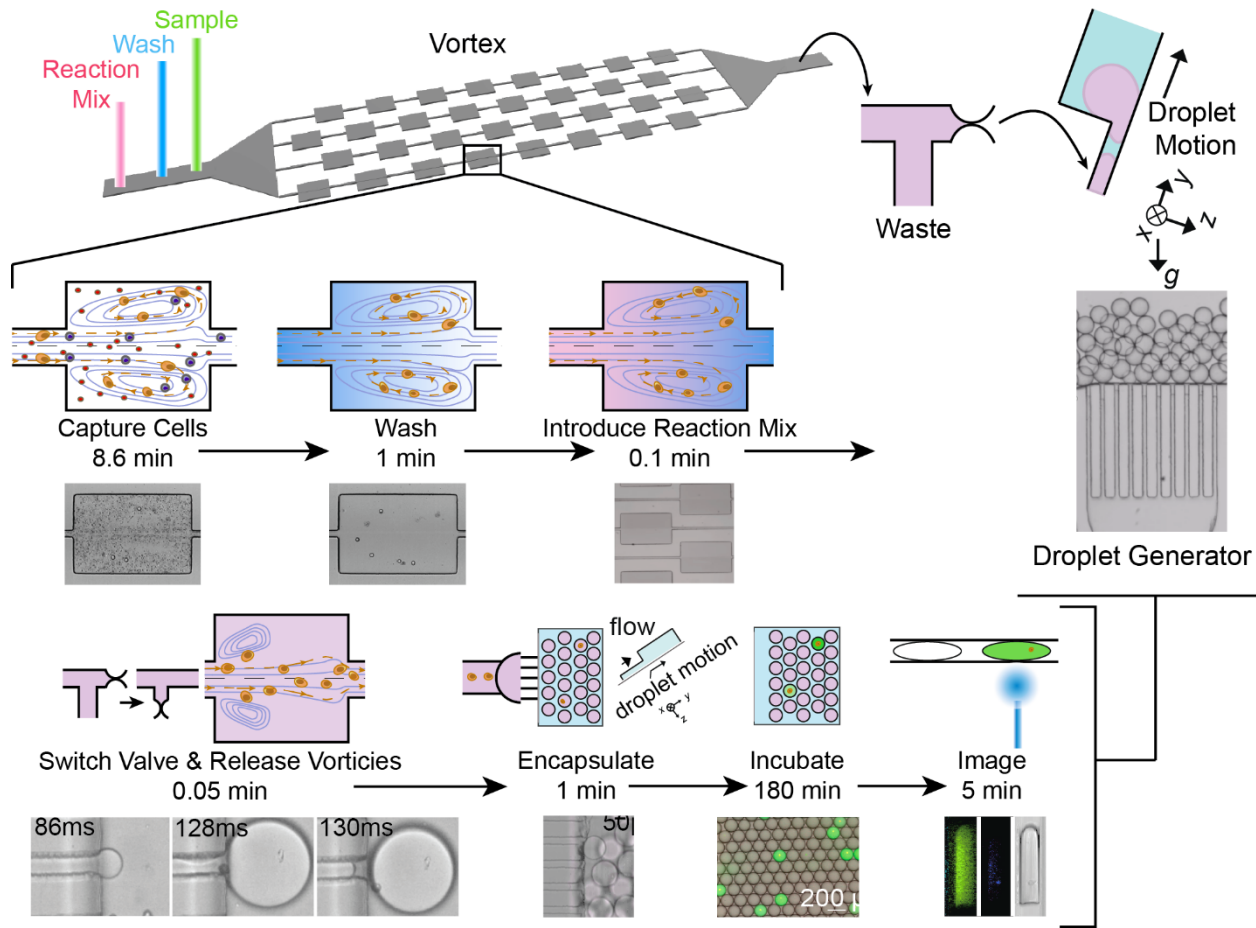 Sample
Wash
Reaction
Mix
Vortex
Waste
Droplet
Motion
y
x
z
g
Capture Cells
8.6 min
Wash
1 min
Introduce Reaction Mix
0.1 min
Droplet Generator
flow
droplet motion
x
y
z
Switch Valve & Release Vorticies
0.05 min
Encapsulate
1 min
Incubate
180 min
Image
5 min
86ms
128ms
130ms
200 µ